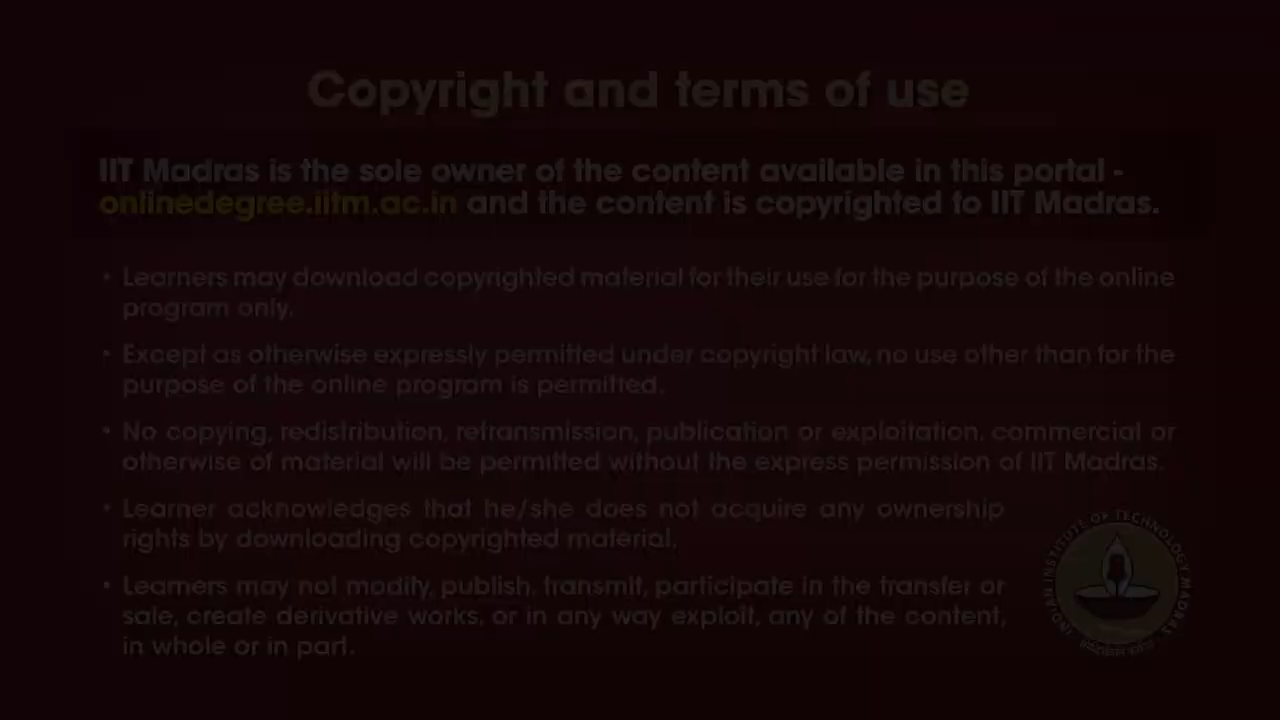 Copyright and terms of use
IIT Madras is the sole owner of the content available in this portal -
onlinedegree.iitm.ac.in and the content is copyrighted to IIT Madras.
• Learners may download copyrighted material for their use for the purpose of the online
program only.
• Except as otherwise expressly permitted under copyright law, no use other than for the
purpose of the online program is permitted.
• No copying, redistribution, retransmission, publication or exploitation, commercial or
otherwise of material will be permitted without the express permission of IIT Madras.
• Learner acknowledges that he/she does not acquire any ownership
rights by downloading copyrighted material.
• Learners may not modify, publish, transmit, participate in the transfer or
sale, create derivative works, or in any way exploit, any of the content,
in whole or in part.
INDIAN INSTITUTE OF TECHNOLOGY MADRAS